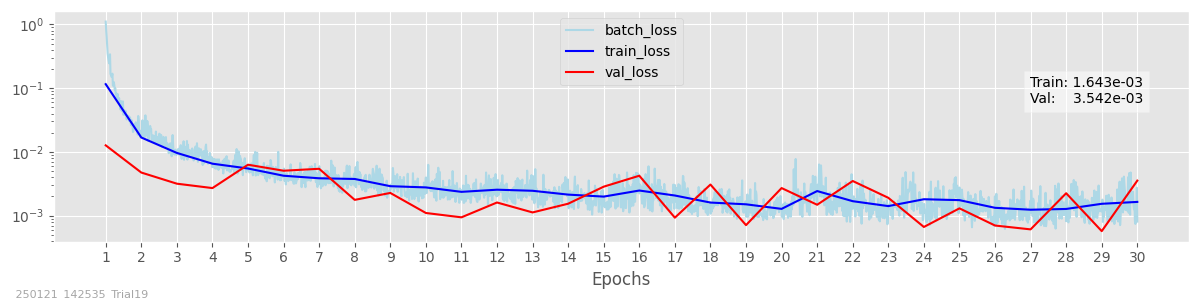 10⁰
10⁻¹
10⁻²
10⁻³
batch_loss
train_loss
val_loss
Train: 1.643e-03
Val: 3.542e-03
1 2 3 4 5 6 7 8 9 10 11 12 13 14 15 16 17 18 19 20 21 22 23 24 25 26 27 28 29 30
Epochs
250121_142535_Trial19